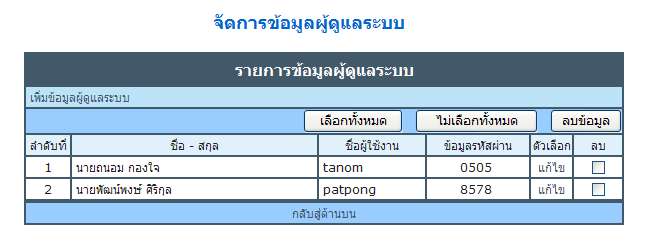 จัดการข้อมูลผู้ดูแลระบบ
รายการข้อมูลผู้ดูแลระบบ
เพิ่มข้อมูลผู้ดูแลระบบ
เลือกทั้งหมด ไม่เลือกทั้งหมด ลบข้อมูล
ลำดับที่ ชื่อ - สกุล ชื่อผู้ใช้งาน ข้อมูลรหัสผ่าน ตัวเลือก ลบ
1 นายถนอม กองใจ tanom 0505 แก้ไข
2 นายพัฒน์พงษ์ ศิริกุล patpong 8578 แก้ไข
กลับสู่ด้านบน